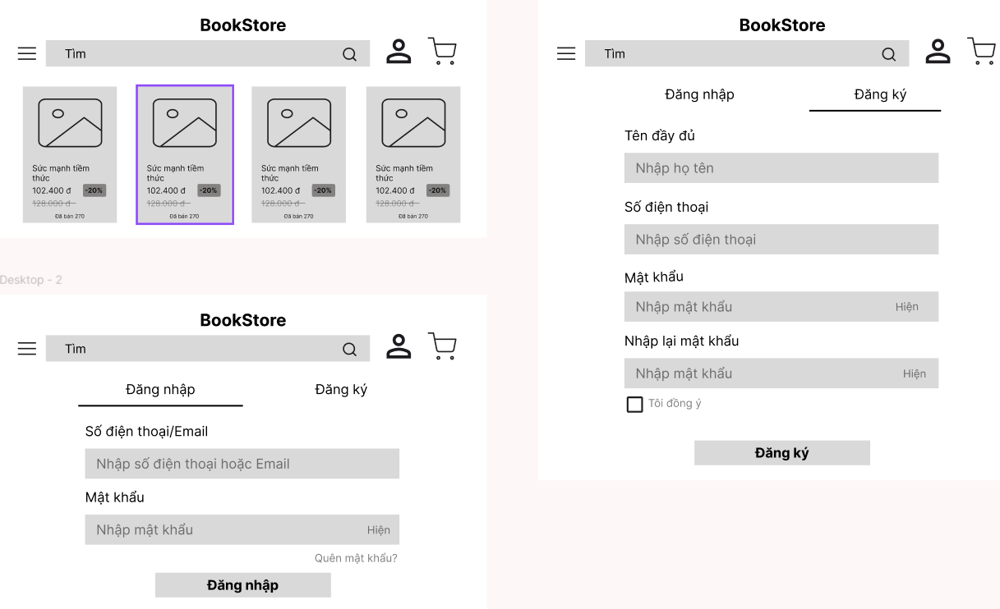 BookStore
Tìm
Sức mạnh tiềm
thức
102.400 đ -20%
128.000 đ
Đã bán 270
Sức mạnh tiềm
thức
102.400 đ -20%
128.000 đ
Đã bán 270
Sức mạnh tiềm
thức
102.400 đ -20%
128.000 đ
Đã bán 270
Sức mạnh tiềm
thức
102.400 đ -20%
128.000 đ
Đã bán 270
Desktop - 2
BookStore
Tìm
Đăng nhập Đăng ký
Số điện thoại/Email
Nhập số điện thoại hoặc Email
Mật khẩu
Nhập mật khẩu Hiện
Quên mật khẩu?
Đăng nhập
BookStore
Tìm
Đăng nhập Đăng ký
Tên đầy đủ
Nhập họ tên
Số điện thoại
Nhập số điện thoại
Mật khẩu
Nhập mật khẩu Hiện
Nhập lại mật khẩu
Nhập mật khẩu Hiện
Tôi đồng ý
Đăng ký